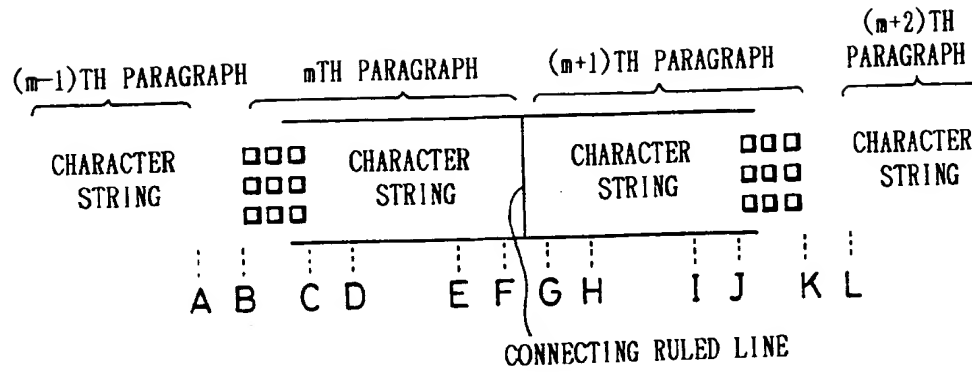 (m-1)TH PARAGRAPH
mTH PARAGRAPH
(m+1)TH PARAGRAPH
(m+2)TH
PARAGRAPH
CHARACTER
STRING
CHARACTER
STRING
CHARACTER
STRING
CHARACTER
STRING
A B C D E F G H I J K L
CONNECTING RULED LINE